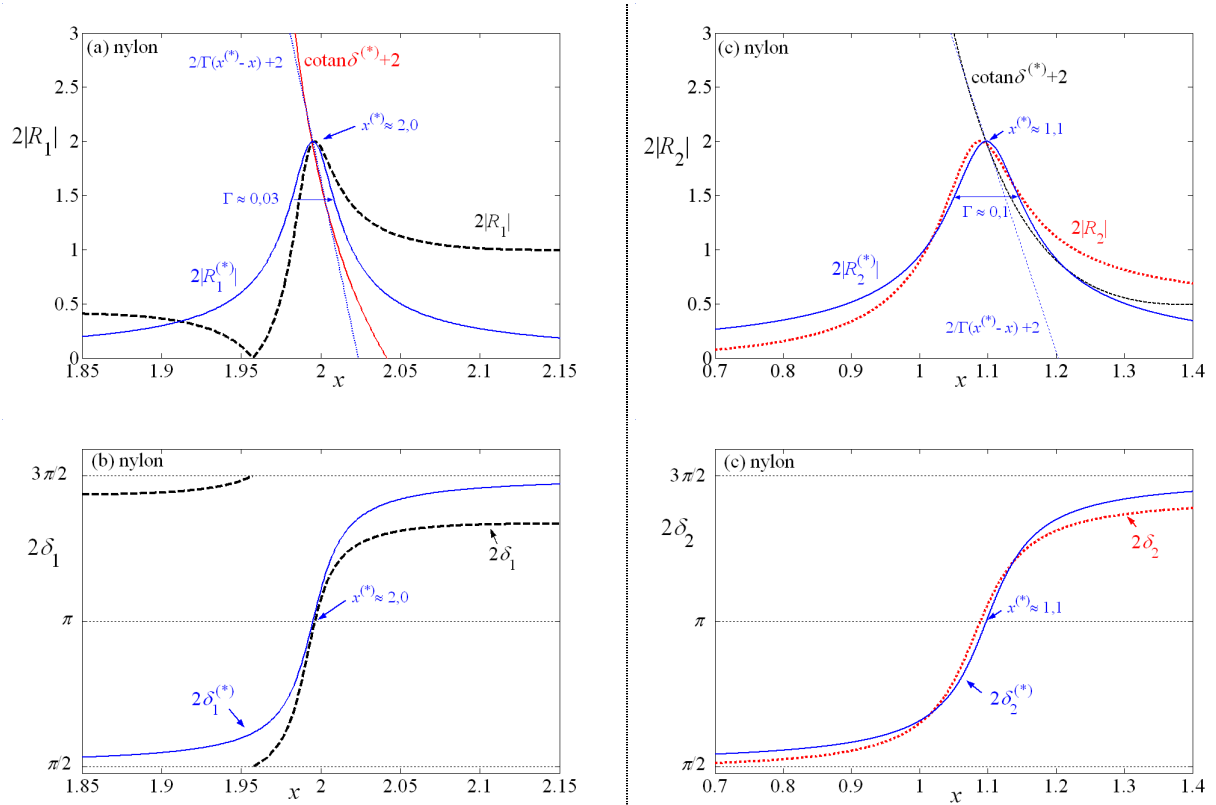 (a) nylon
3
2.5
2
1.5
1
0.5
0
2|R₁|
2/Γ(x⁽*⁾- x) +2
cotanδ⁽*⁾+2
x⁽*⁾≈ 2,0
Γ ≈ 0,03
2|R₁|
2|R₁⁽*⁾|
1.85
1.9
1.95
2
2.05
2.1
2.15
x
(b) nylon
3π/2
2δ₁
π
π/2
2δ₁
x⁽*⁾≈ 2,0
2δ₁⁽*⁾
1.85
1.9
1.95
2
2.05
2.1
2.15
x
(c) nylon
3
2.5
2
1.5
1
0.5
0
2|R₂|
cotanδ⁽*⁾+2
x⁽*⁾≈ 1,1
Γ ≈ 0,1
2|R₂|
2|R₂⁽*⁾|
2/Γ(x⁽*⁾- x) +2
0.7
0.8
0.9
1
1.1
1.2
1.3
1.4
x
(c) nylon
3π/2
2δ₂
π
π/2
2δ₂
x⁽*⁾≈ 1,1
2δ₂⁽*⁾
0.7
0.8
0.9
1
1.1
1.2
1.3
1.4
x